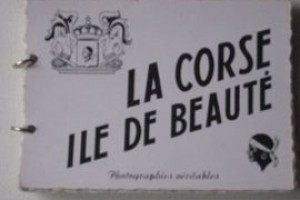 LA CORSE
ILE DE BEAUTÉ
Photographies véritables